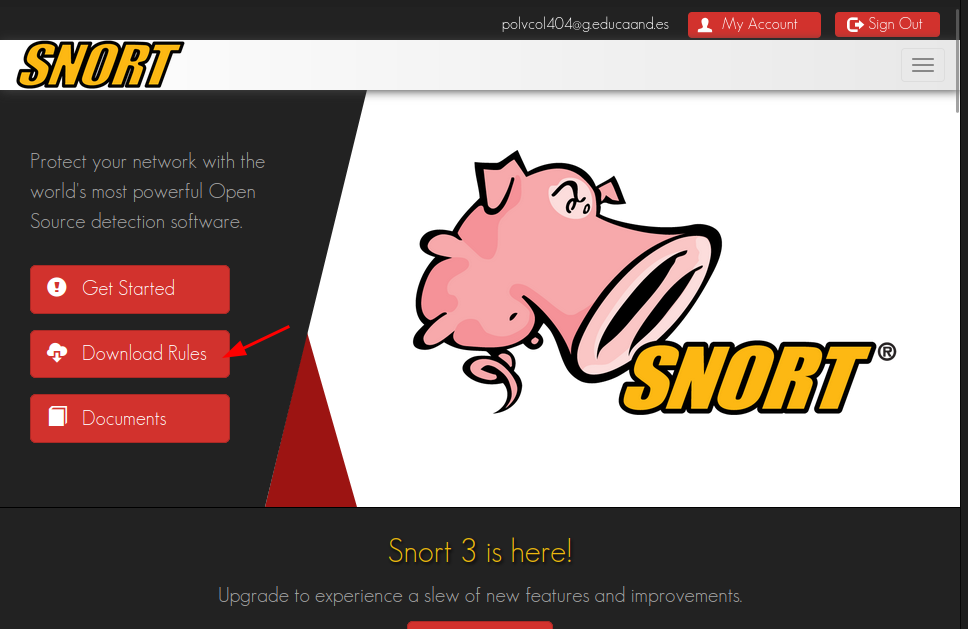 polvcol404@g.educaand.es My Account Sign Out
SNORT
Protect your network with the
world's most powerful Open
Source detection software.
Get Started
Download Rules
Documents
SNORT®
Snort 3 is here!
Upgrade to experience a slew of new features and improvements.